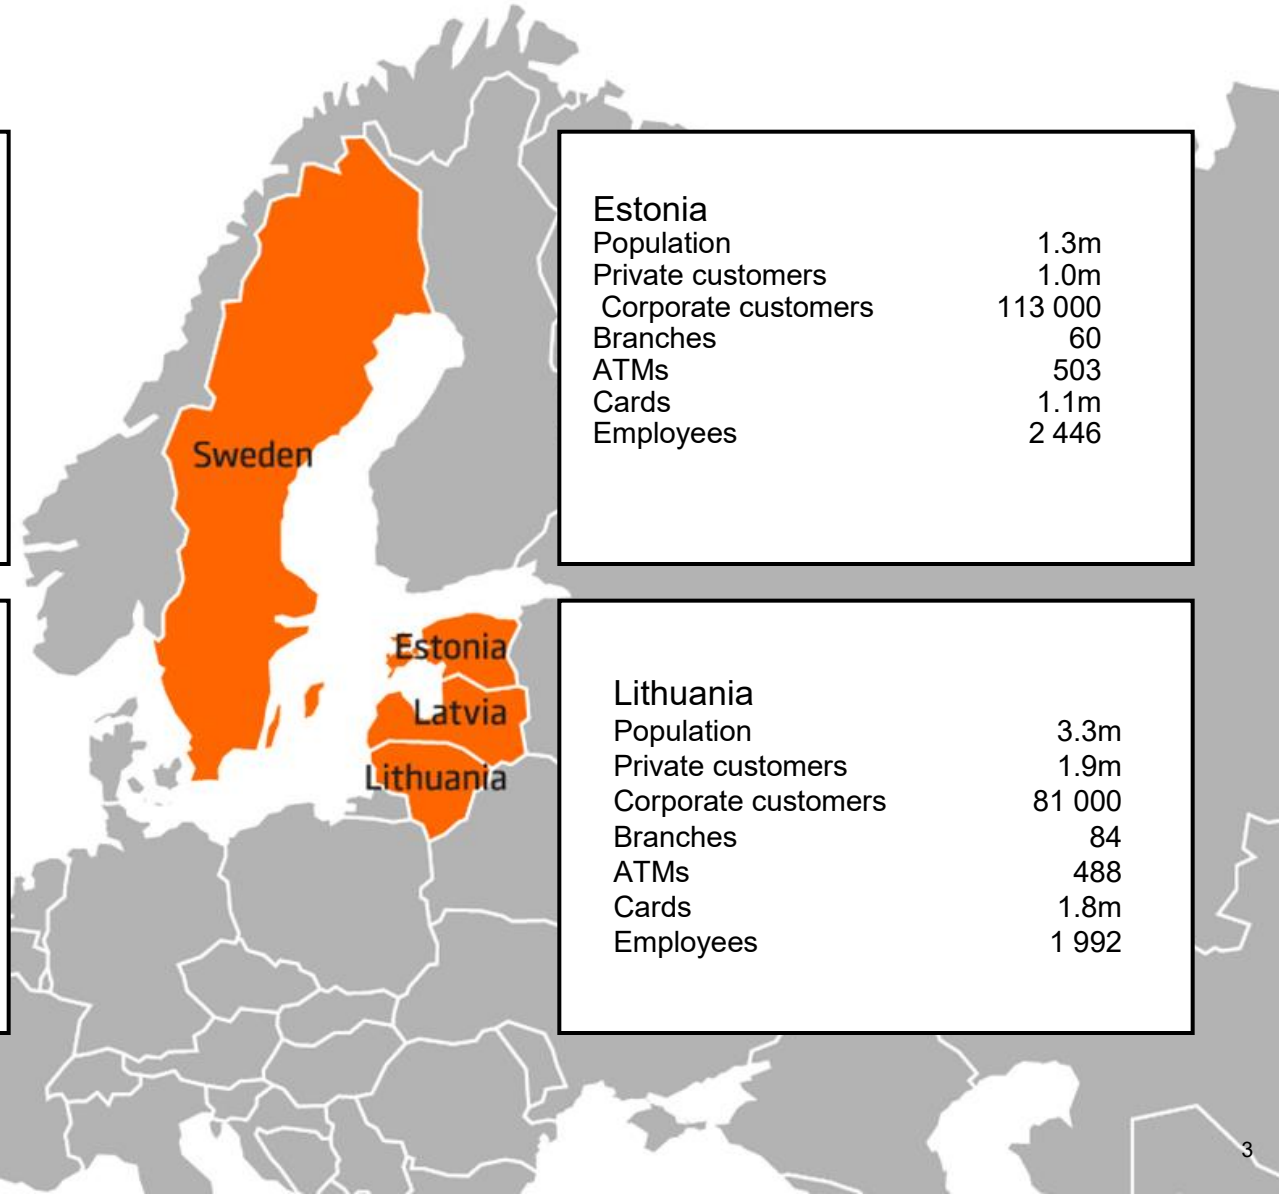 Estonia
Population 1.3m
Private customers 1.0m
Corporate customers 113 000
Branches 60
ATMs 503
Cards 1.1m
Employees 2 446
Sweden
Estonia
Latvia
Lithuania
Lithuania
Population 3.3m
Private customers 1.9m
Corporate customers 81 000
Branches 84
ATMs 488
Cards 1.8m
Employees 1 992
3